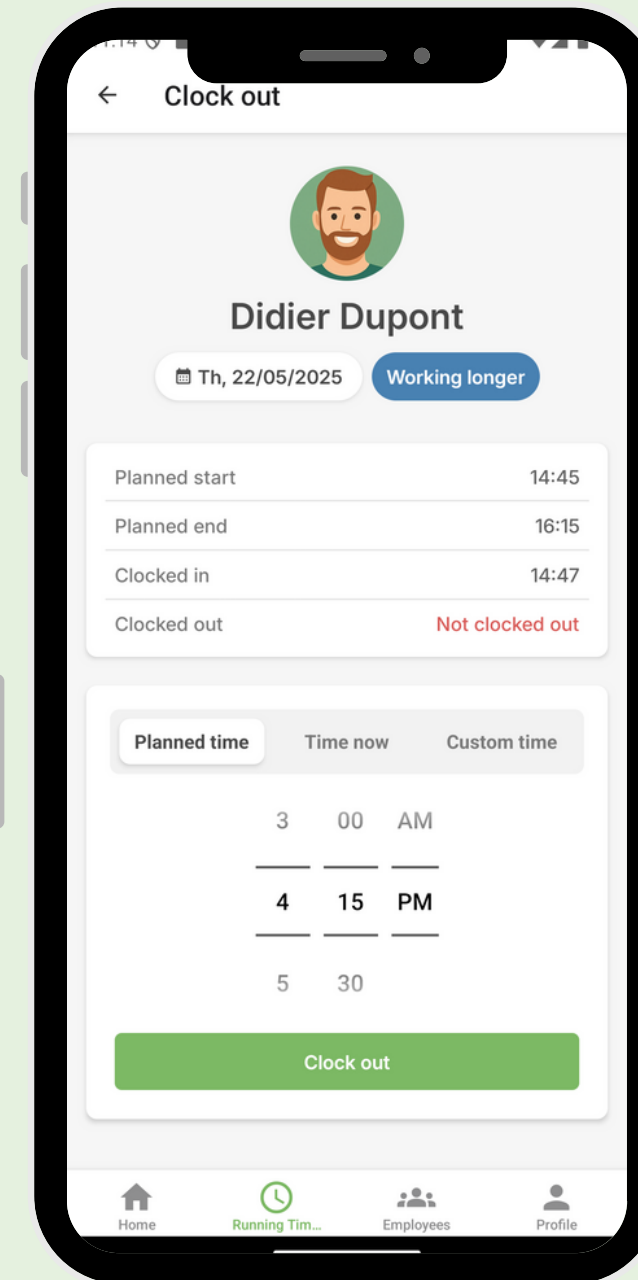 Clock out
Didier Dupont
Th, 22/05/2025 Working longer
Planned start 14:45
Planned end 16:15
Clocked in 14:47
Clocked out Not clocked out
Planned time Time now Custom time
3 00 AM
4 15 PM
5 30
Clock out
Home Running Tim... Employees Profile